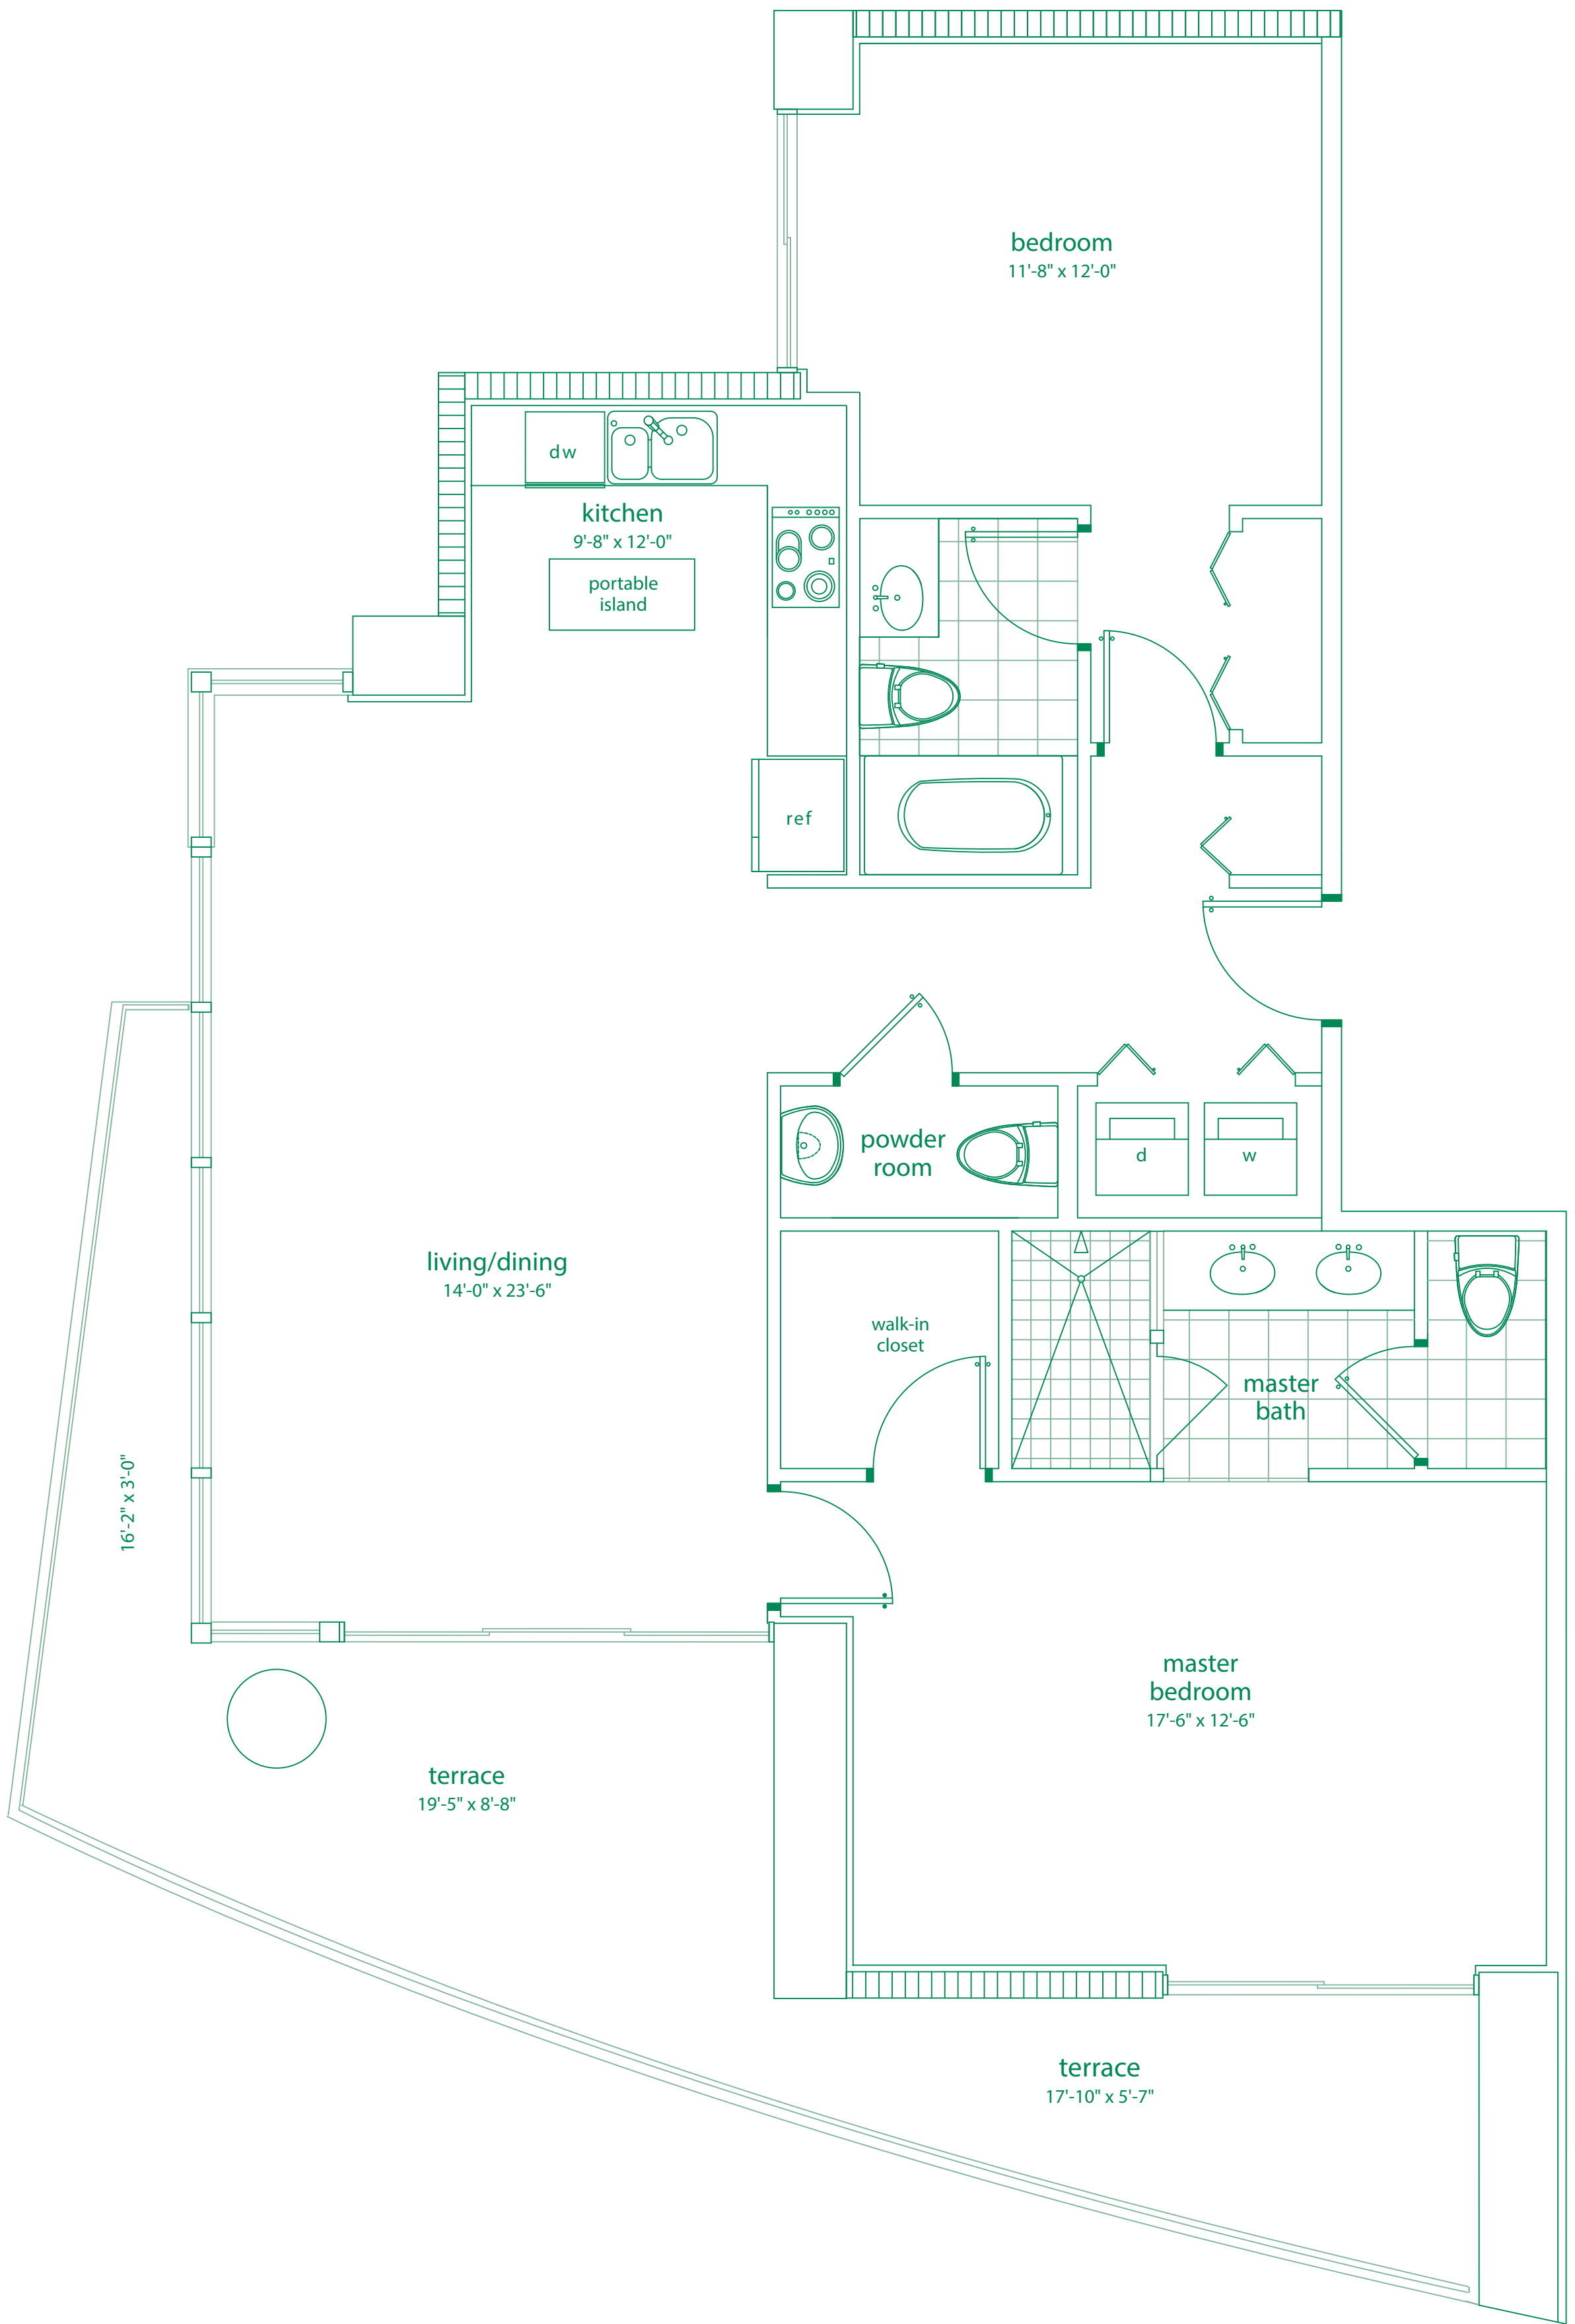 bedroom
11'-8" x 12'-0"
dw
kitchen
9'-8" x 12'-0"
portable
island
ref
powder
room
d
w
living/dining
14'-0" x 23'-6"
walk-in
closet
master
bath
16'-2" x 3'-0"
master
bedroom
17'-6" x 12'-6"
terrace
19'-5" x 8'-8"
terrace
17'-10" x 5'-7"